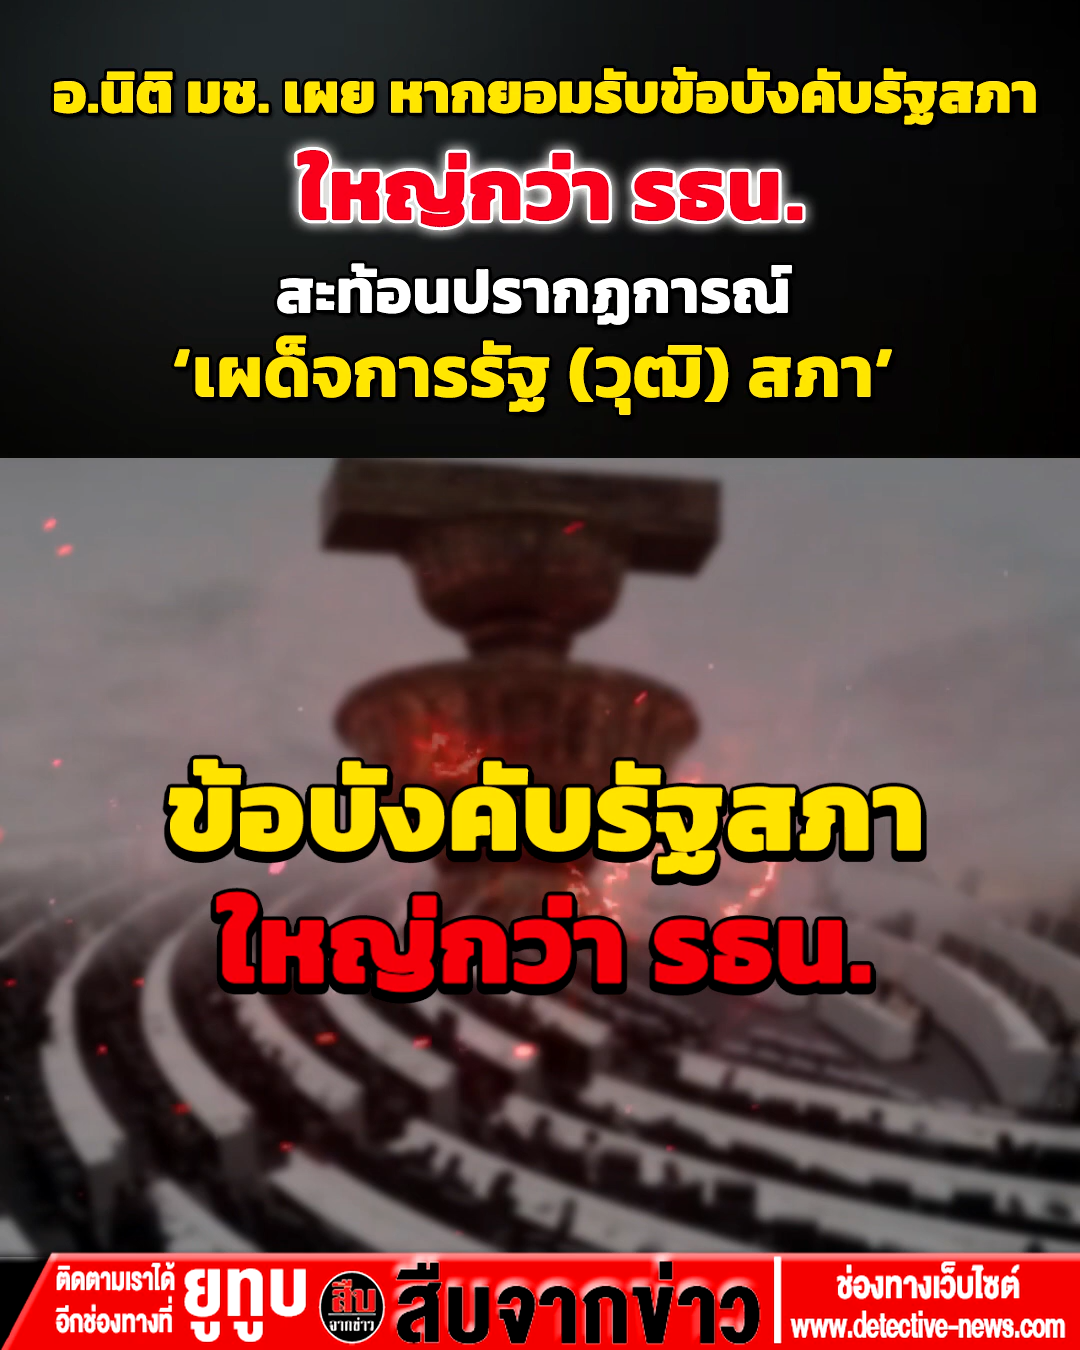 อ.นิติ มช. เผย หากยอมรับข้อบังคับรัฐสภา
ใหญ่กว่า รธน.
สะท้อนปรากฏการณ์
‘เผด็จการรัฐ (วุฒิ) สภา’
ข้อบังคับรัฐสภา
ใหญ่กว่า รธน.
ติดตามเราได้
อีกช่องทางที่
ยูทูบ
สืบ
จากข่าว
สืบจากข่าว
ช่องทางเว็บไซต์
www.detective-news.com